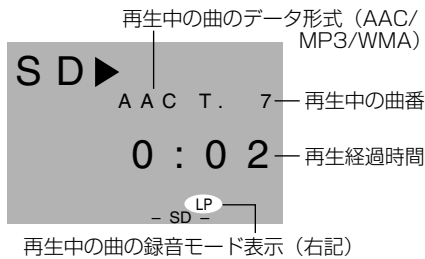 再生中の曲のデータ形式（AAC/
MP3/WMA）
SD▶
AAC T. 7
再生中の曲番
0:02
再生経過時間
LP
– SD –
再生中の曲の録音モード表示（右記）